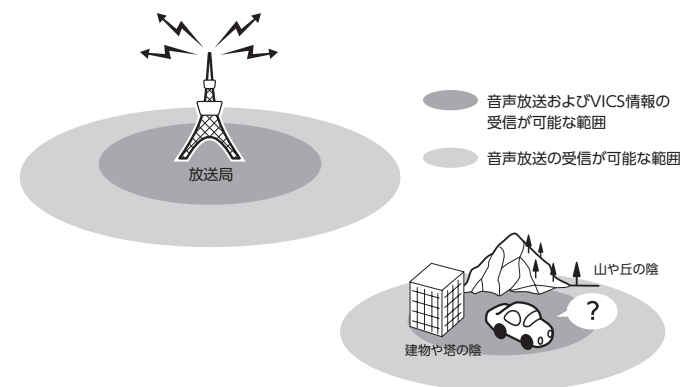 放送局
音声放送およびVICS情報の
受信が可能な範囲
音声放送の受信が可能な範囲
山や丘の陰
?
建物や塔の陰